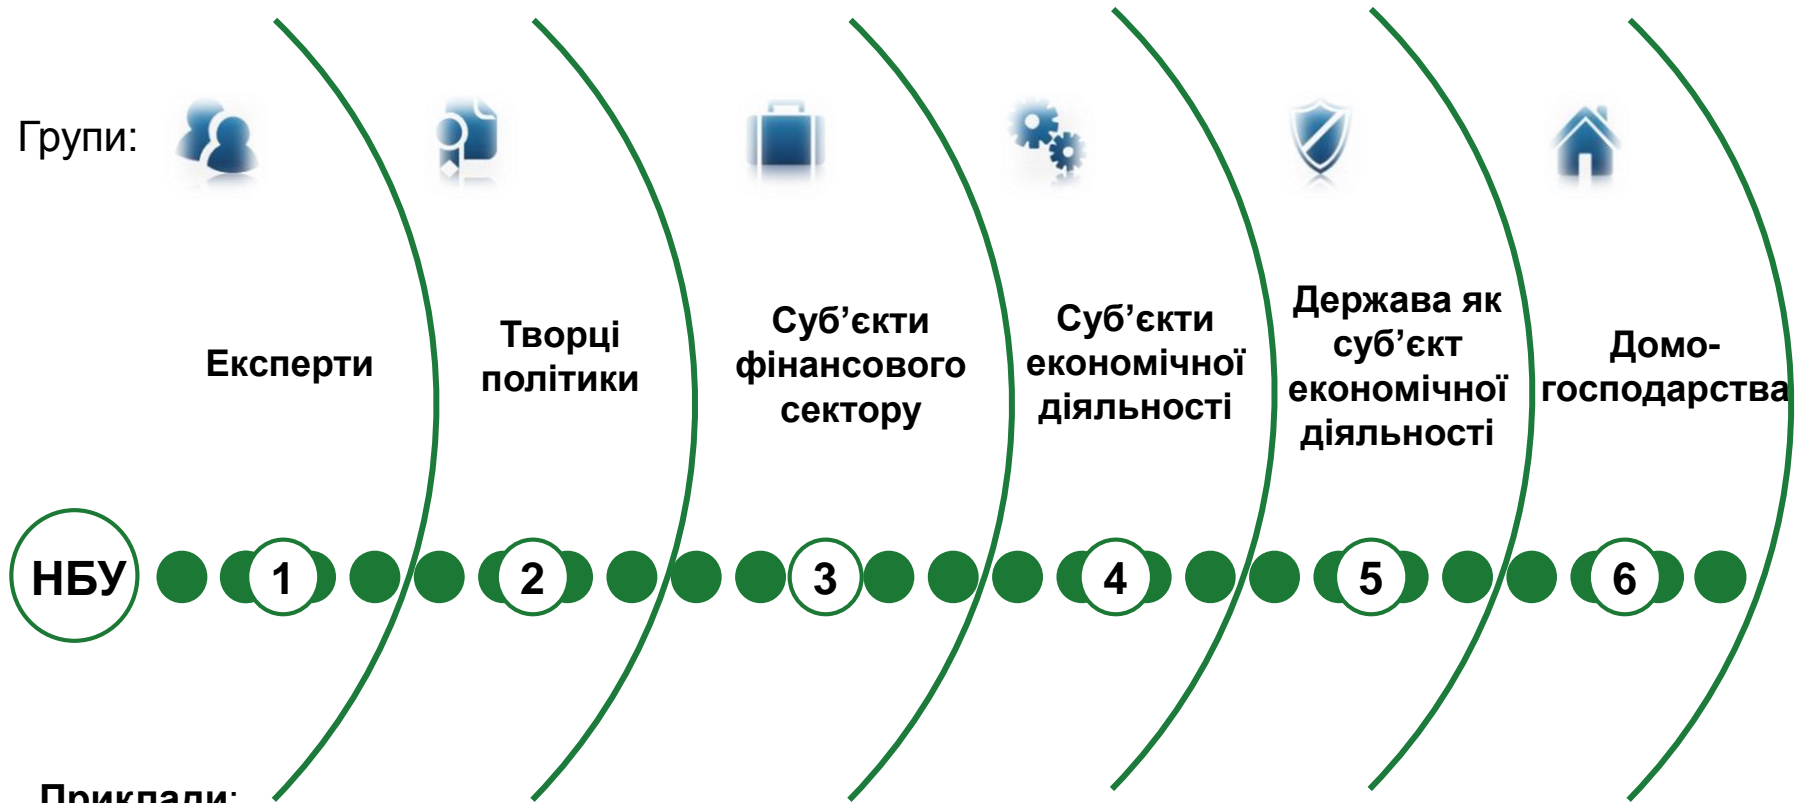 Групи:
Експерти
Творці
політики
Суб’єкти
фінансового
сектору
Суб’єкти
економічної
діяльності
Держава як
суб’єкт
економічної
діяльності
Домо-
господарства
НБУ
1
2
3
4
5
6
Приклади: